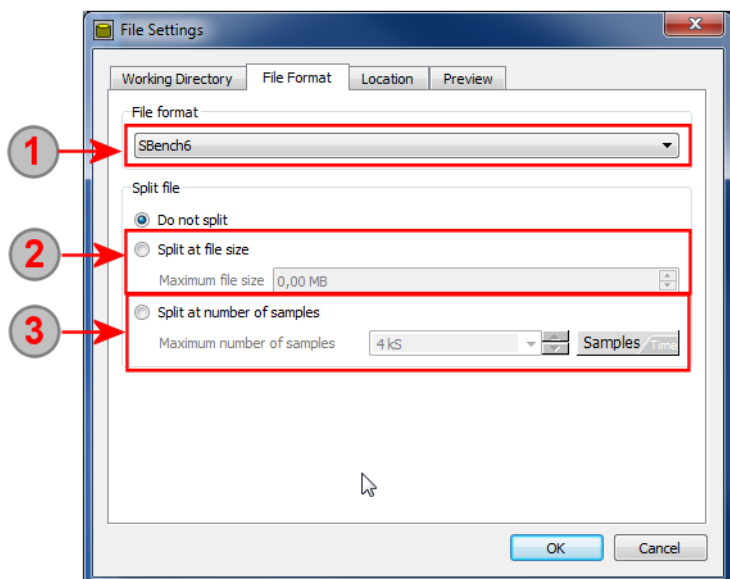 File Settings
Working Directory File Format Location Preview
File format
1
SBench6
Split file
Do not split
2
Split at file size
Maximum file size 0,00 MB
3
Split at number of samples
Maximum number of samples 4 kS Samples Time
OK Cancel